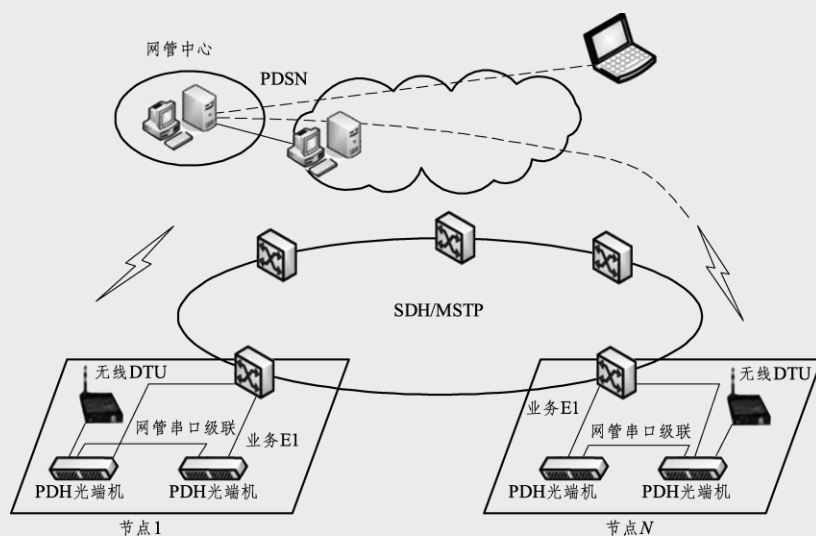 网管中心
PDSN
SDH/MSTP
无线DTU
网管串口级联
业务E1
PDH光端机
PDH光端机
节点1
无线DTU
业务E1
网管串口级联
PDH光端机
PDH光端机
节点N